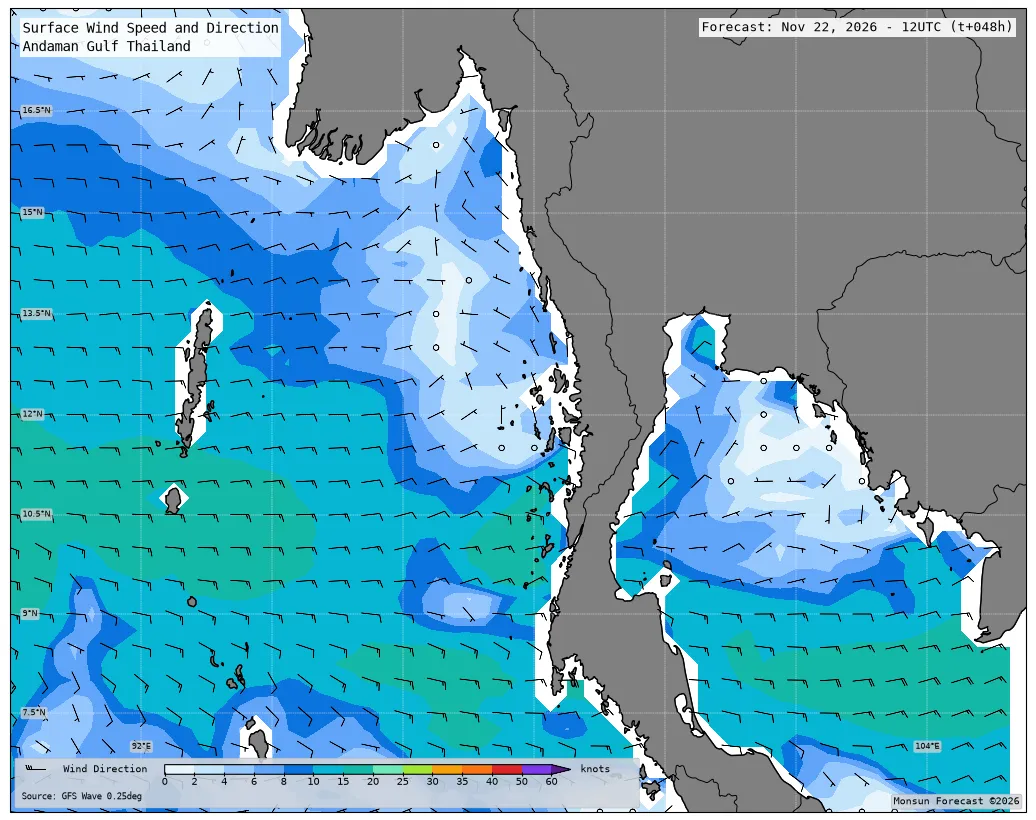 Surface Wind Speed and Direction
Andaman Gulf Thailand
Forecast: Nov 22, 2026 - 12UTC (t+048h)
16.5°N
15°N
13.5°N
12°N
10.5°N
9°N
7.5°N
92°E
104°E
Wind Direction
knots
0 2 4 6 8 10 15 20 25 30 35 40 50 60
Source: GFS Wave 0.25deg
Monsun Forecast ©2026